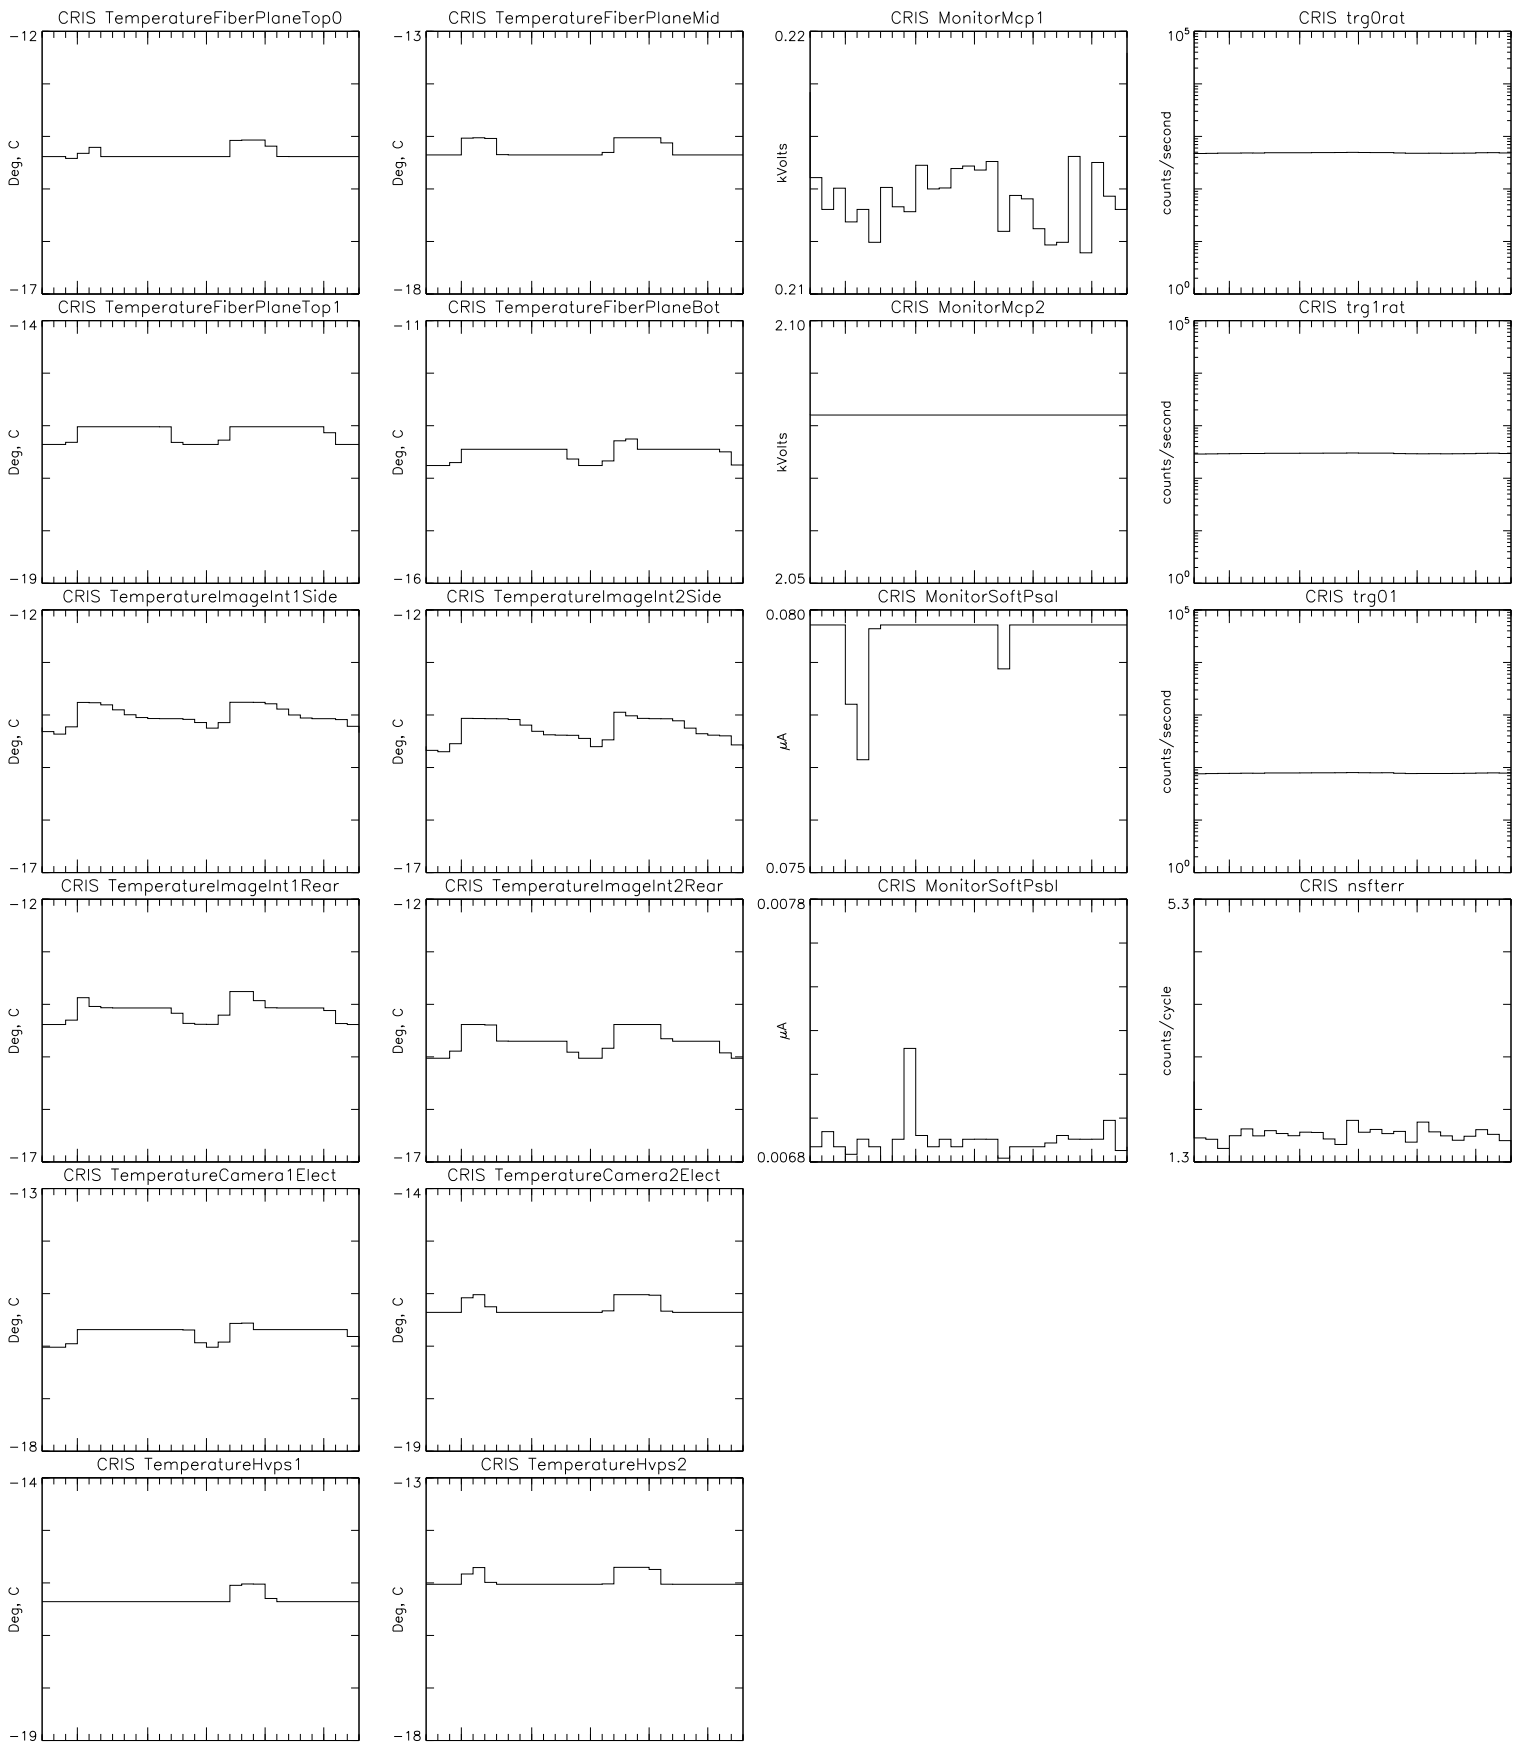 CRIS TemperatureFiberPlaneTop0
-12
Deg, C
-17
CRIS TemperatureFiberPlaneMid
-13
Deg, C
-18
CRIS MonitorMcp1
0.22
kVolts
0.21
CRIS trg0rat
10^5
counts/second
10^0
CRIS TemperatureFiberPlaneTop1
-14
Deg, C
-19
CRIS TemperatureFiberPlaneBot
-11
Deg, C
-16
CRIS MonitorMcp2
2.10
kVolts
2.05
CRIS trg1rat
10^5
counts/second
10^0
CRIS TemperatureImageInt1Side
-12
Deg, C
-17
CRIS TemperatureImageInt2Side
-12
Deg, C
-17
CRIS MonitorSoftPsaI
0.080
μA
0.075
CRIS trg01
10^5
counts/second
10^0
CRIS TemperatureImageInt1Rear
-12
Deg, C
-17
CRIS TemperatureImageInt2Rear
-12
Deg, C
-17
CRIS MonitorSoftPsbI
0.0078
μA
0.0068
CRIS nsfterr
5.3
counts/cycle
1.3
CRIS TemperatureCamera1Elect
-13
Deg, C
-18
CRIS TemperatureCamera2Elect
-14
Deg, C
-19
CRIS TemperatureHvps1
-14
Deg, C
-19
CRIS TemperatureHvps2
-13
Deg, C
-18